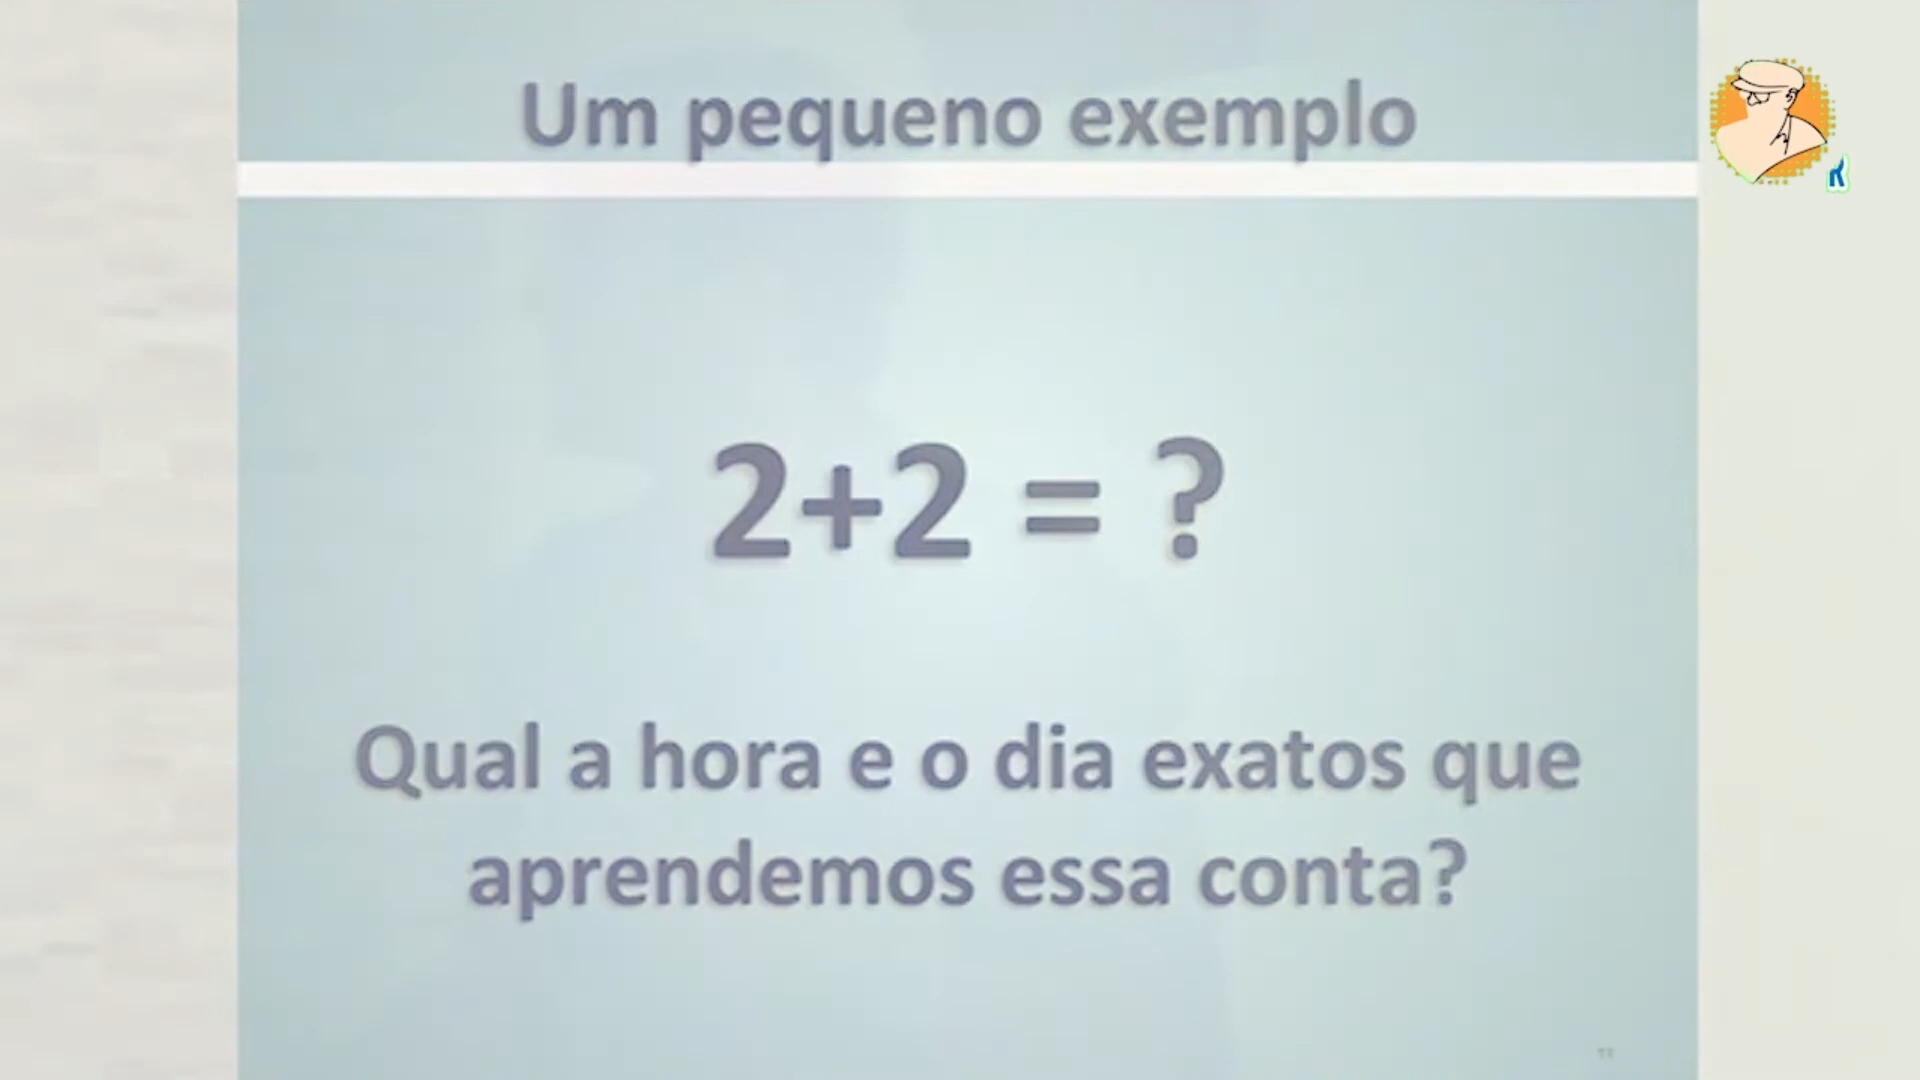 Um pequeno exemplo
2+2 = ?
Qual a hora e o dia exatos que
aprendemos essa conta?